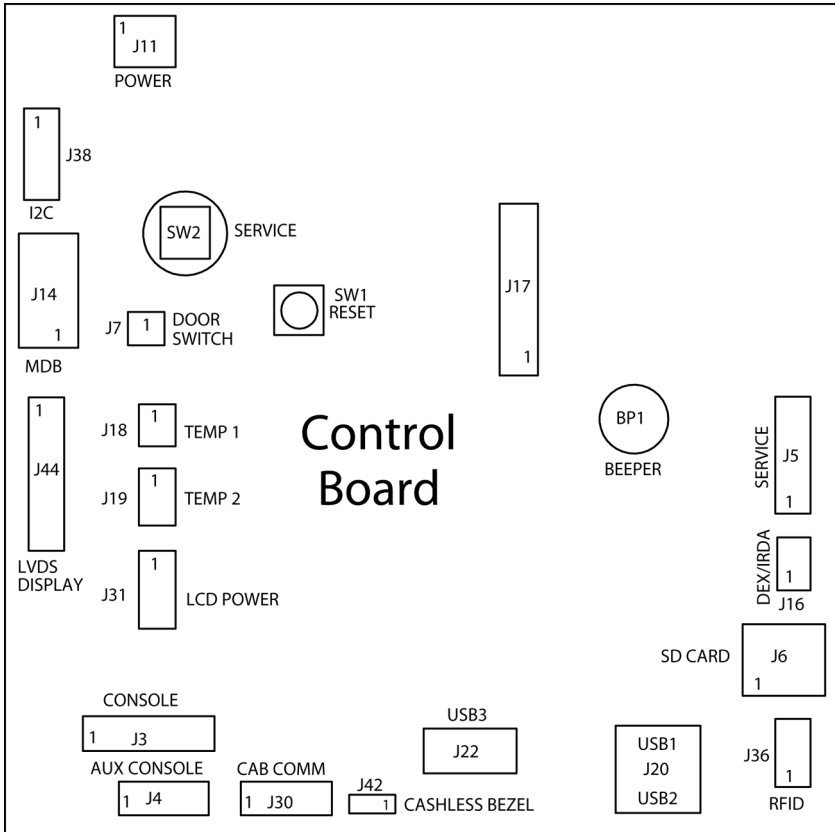 1
J11
POWER
1
J38
I2C
SW2
SERVICE
J14
1
MDB
J7
1
DOOR
SWITCH
SW1
RESET
J17
1
1
J44
LVDS
DISPLAY
J18
1
TEMP 1
J19
1
TEMP 2
1
J31
LCD POWER
Control
Board
BP1
BEEPER
SERVICE
J5
1
DEX/IRDA
1
J16
SD CARD
J6
1
CONSOLE
1
J3
AUX CONSOLE
1
J4
CAB COMM
1
J30
J42
1
CASHLESS BEZEL
USB3
J22
USB1
J20
USB2
J36
1
RFID